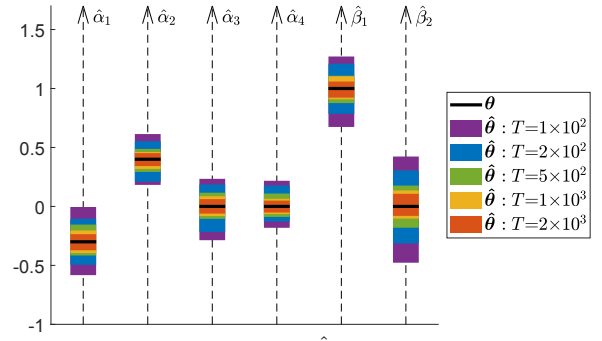 α̂₁ α̂₂ α̂₃ α̂₄ β̂₁ β̂₂
1.5
1
0.5
0
-0.5
-1
θ
θ̂ : T=1×10²
θ̂ : T=2×10²
θ̂ : T=5×10²
θ̂ : T=1×10³
θ̂ : T=2×10³